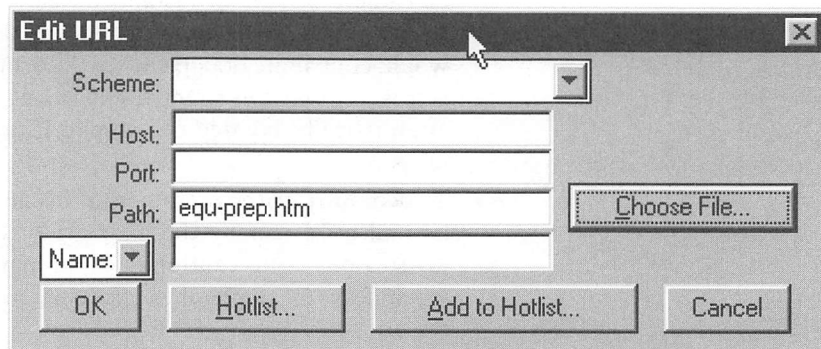 Edit URL
Scheme:
Host:
Port:
Path: equ-prep.htm Choose File...
Name:
OK Hotlist... Add to Hotlist... Cancel